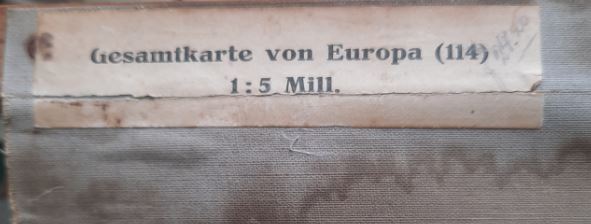 Gesamtkarte von Europa (114)
1:5 Mill.